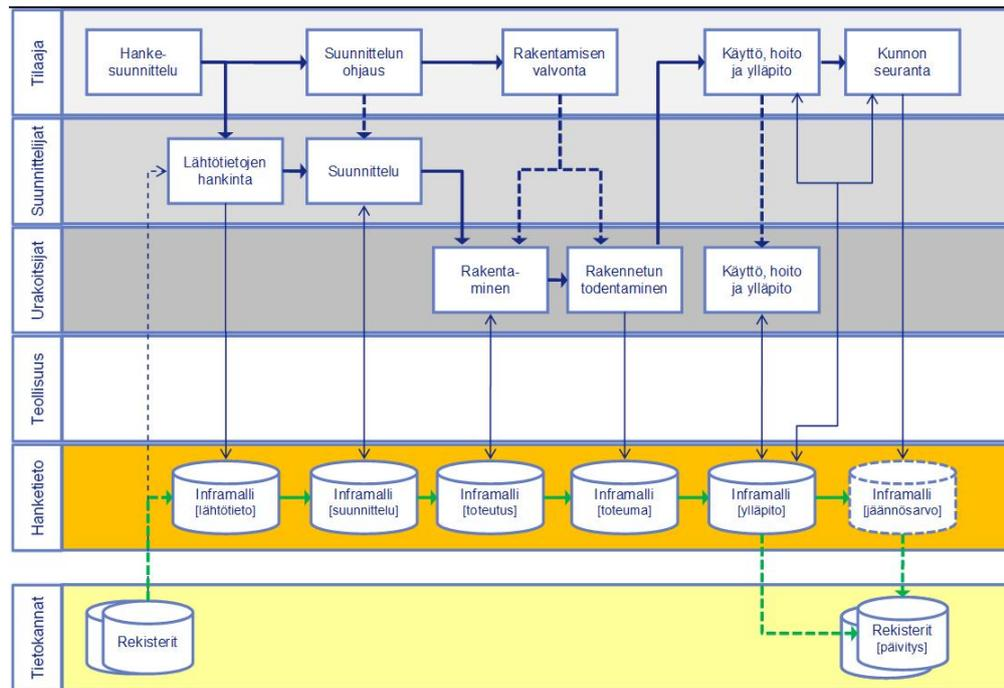 Tilaaja
Hanke-
suunnittelu
Suunnittelun
ohjaus
Rakentamisen
valvonta
Käyttö, hoito
ja ylläpito
Kunnon
seuranta
Suunnittelijat
Lähtötietojen
hankinta
Suunnittelu
Urakoitsijat
Rakenta-
minen
Rakennetun
todentaminen
Käyttö, hoito
ja ylläpito
Teollisuus
Hanketieto
Inframalli
[lähtötieto]
Inframalli
[suunnittelu]
Inframalli
[toteutus]
Inframalli
[toteuma]
Inframalli
[ylläpito]
Inframalli
[jäännösarvo]
Tietokannat
Rekisterit
Rekisterit
[päivitys]